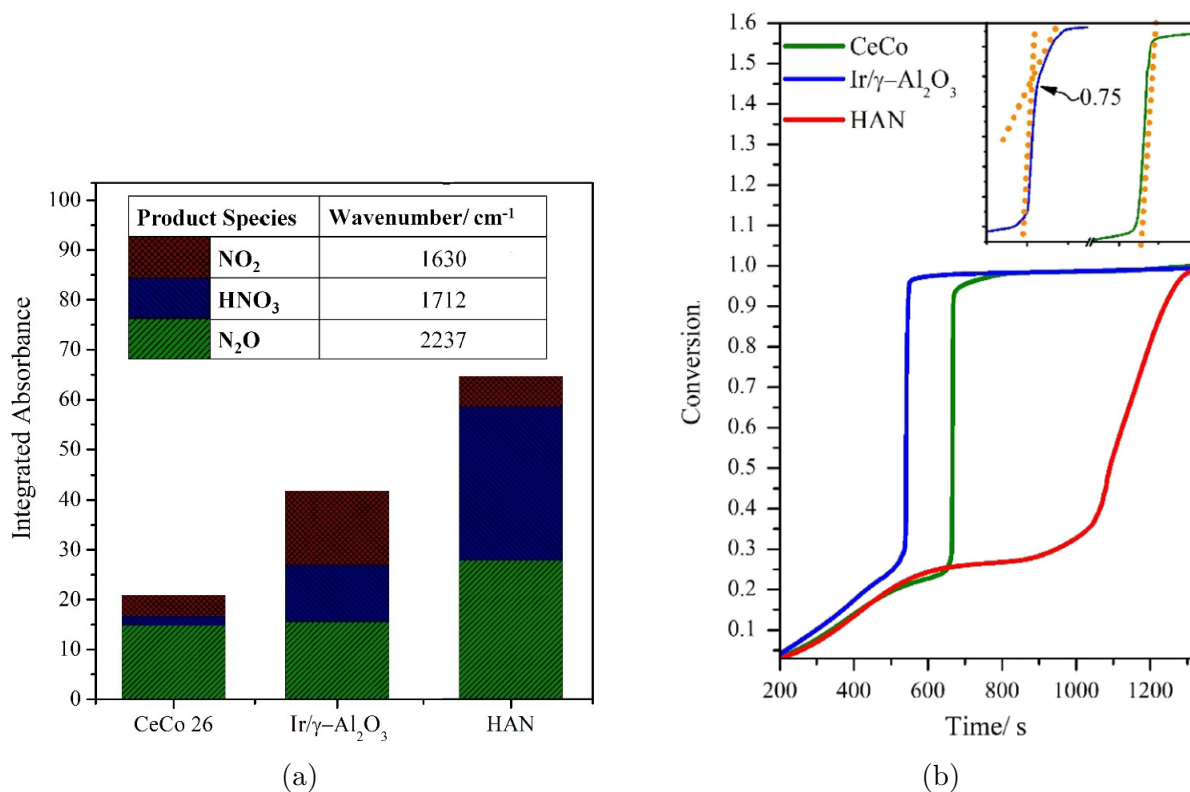 100
90
80
70
60
50
40
30
20
10
0
Integrated Absorbance
Product Species Wavenumber/ cm⁻¹
NO₂ 1630
HNO₃ 1712
N₂O 2237
CeCo 26 Ir/γ–Al₂O₃ HAN
(a)
1.6
1.5
1.4
1.3
1.2
1.1
1.0
0.9
0.8
0.7
0.6
0.5
0.4
0.3
0.2
0.1
Conversion
CeCo
Ir/γ–Al₂O₃
HAN
0.75
200 400 600 800 1000 1200
Time/ s
(b)